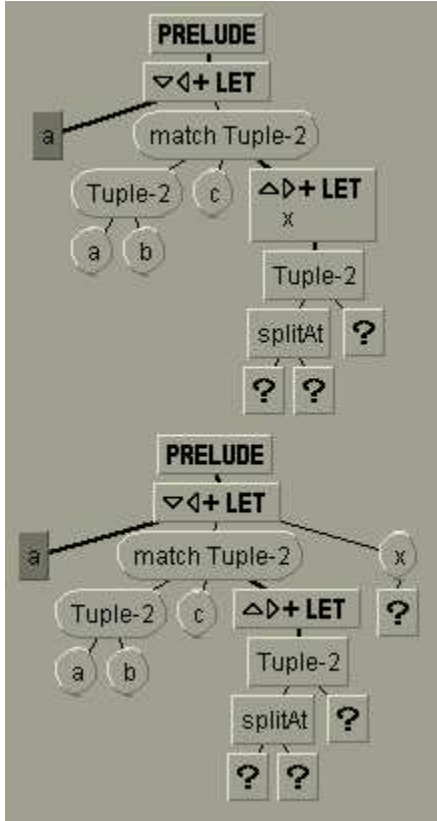 PRELUDE
▽◁+ LET
a match Tuple-2
Tuple-2 c △▷+ LET
x
a b
Tuple-2
splitAt ?
? ?
PRELUDE
▽◁+ LET
a match Tuple-2 x
Tuple-2 c △▷+ LET ?
a b Tuple-2
splitAt ?
? ?